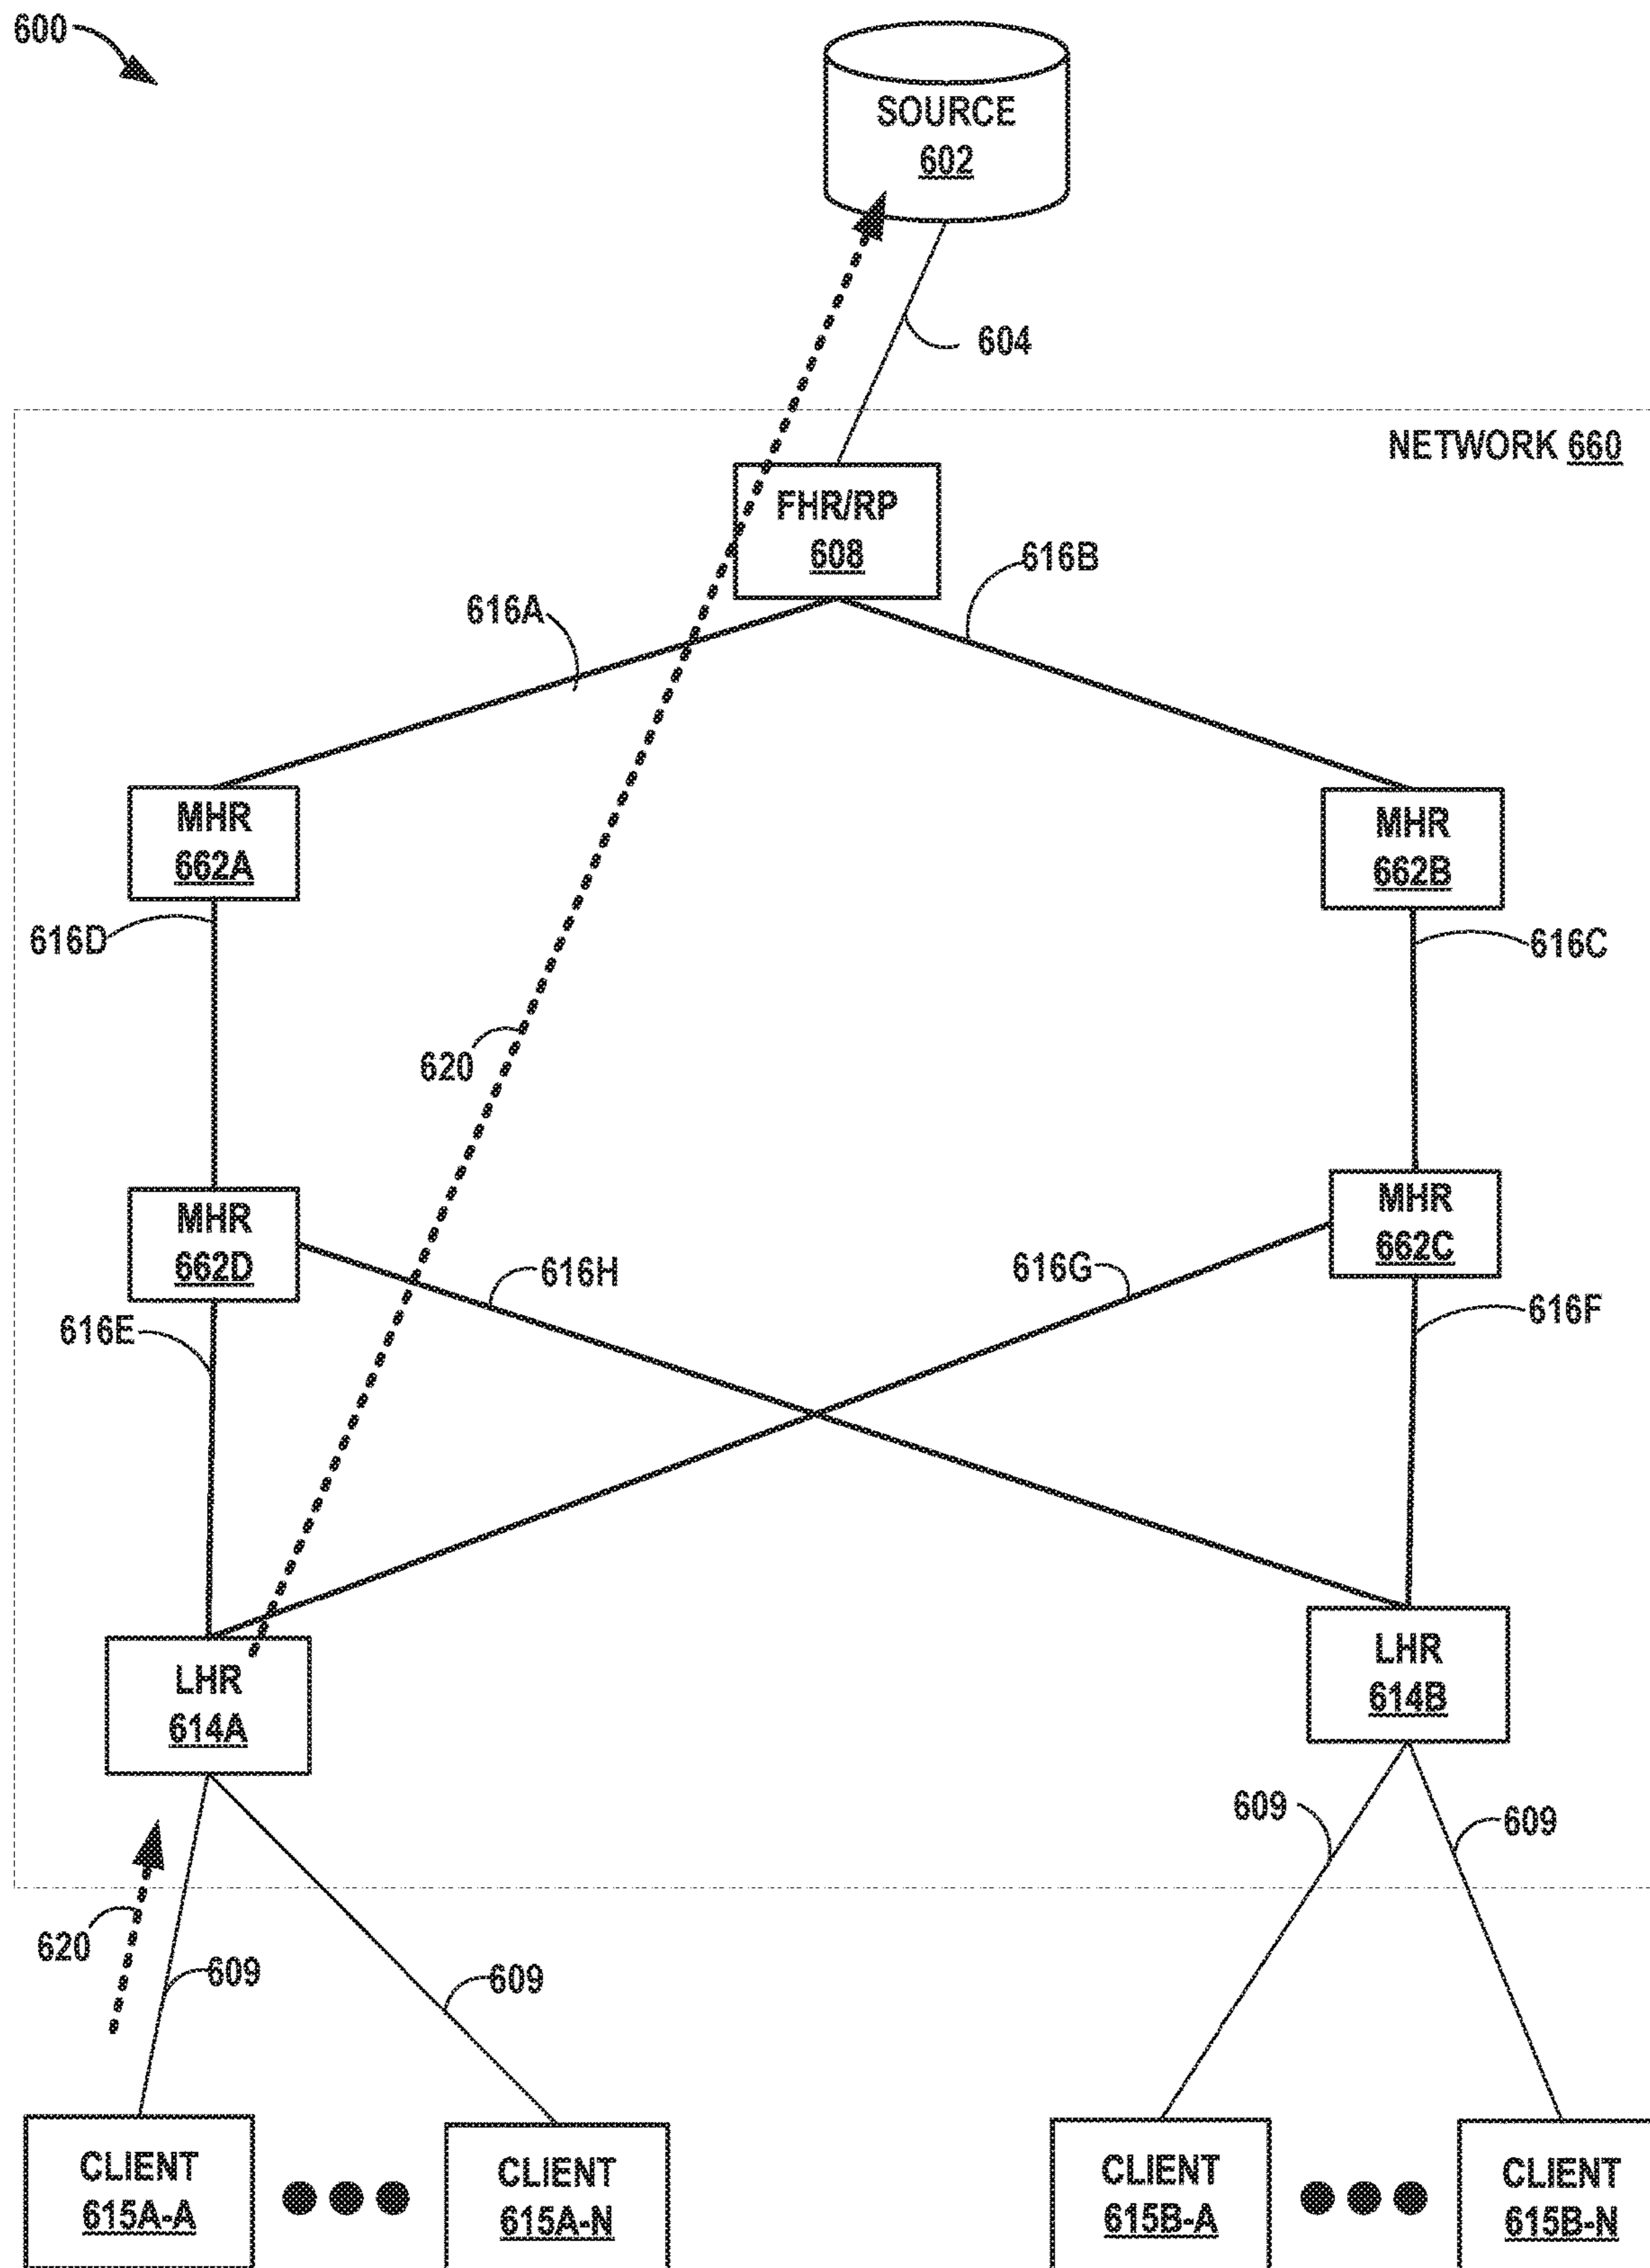 600
SOURCE
602
604
NETWORK 660
FHR/RP
608
616B
616A
MHR
662A
MHR
662B
616D
616C
620
MHR
662D
MHR
662C
616H
616G
616E
616F
LHR
614A
LHR
614B
609
609
620
609
609
CLIENT
615A-A
CLIENT
615A-N
CLIENT
615B-A
CLIENT
615B-N